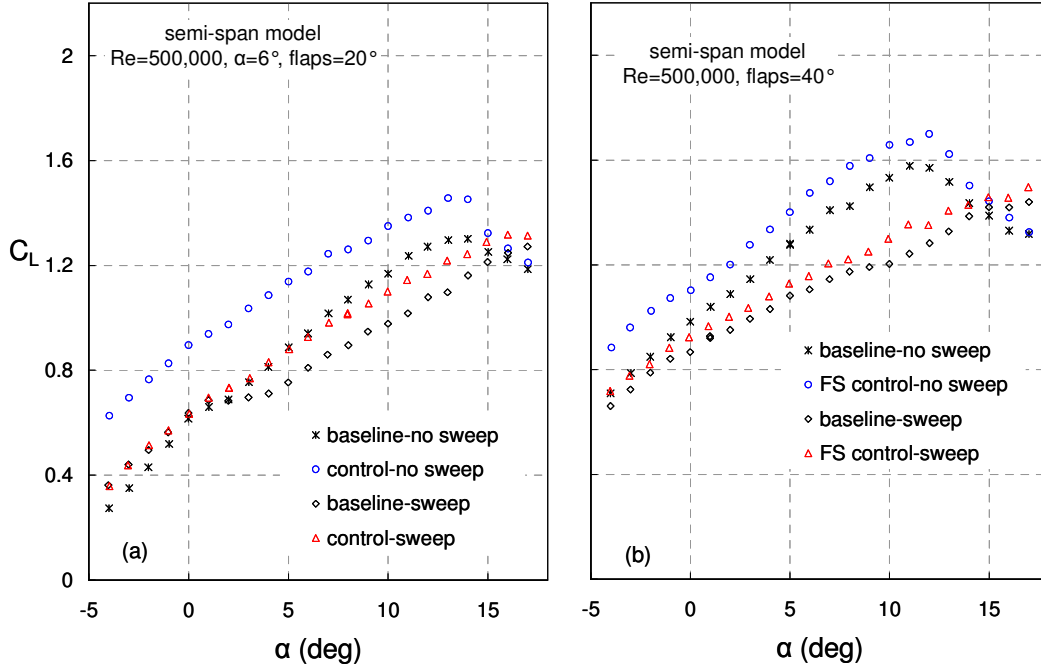 semi-span model
Re=500,000, α=6°, flaps=20°
2
1.6
1.2
0.8
0.4
0
C_L
baseline-no sweep
control-no sweep
baseline-sweep
control-sweep
(a)
-5 0 5 10 15
α (deg)
semi-span model
Re=500,000, flaps=40°
baseline-no sweep
FS control-no sweep
baseline-sweep
FS control-sweep
(b)
-5 0 5 10 15
α (deg)